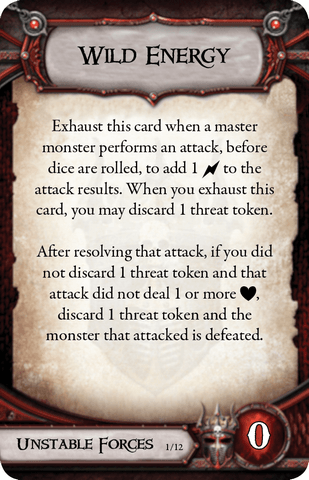 Wild Energy
Exhaust this card when a master
monster performs an attack, before
dice are rolled, to add 1 to the
attack results. When you exhaust this
card, you may discard 1 threat token.
After resolving that attack, if you did
not discard 1 threat token and that
attack did not deal 1 or more ,
discard 1 threat token and the
monster that attacked is defeated.
Unstable Forces 1/12
0